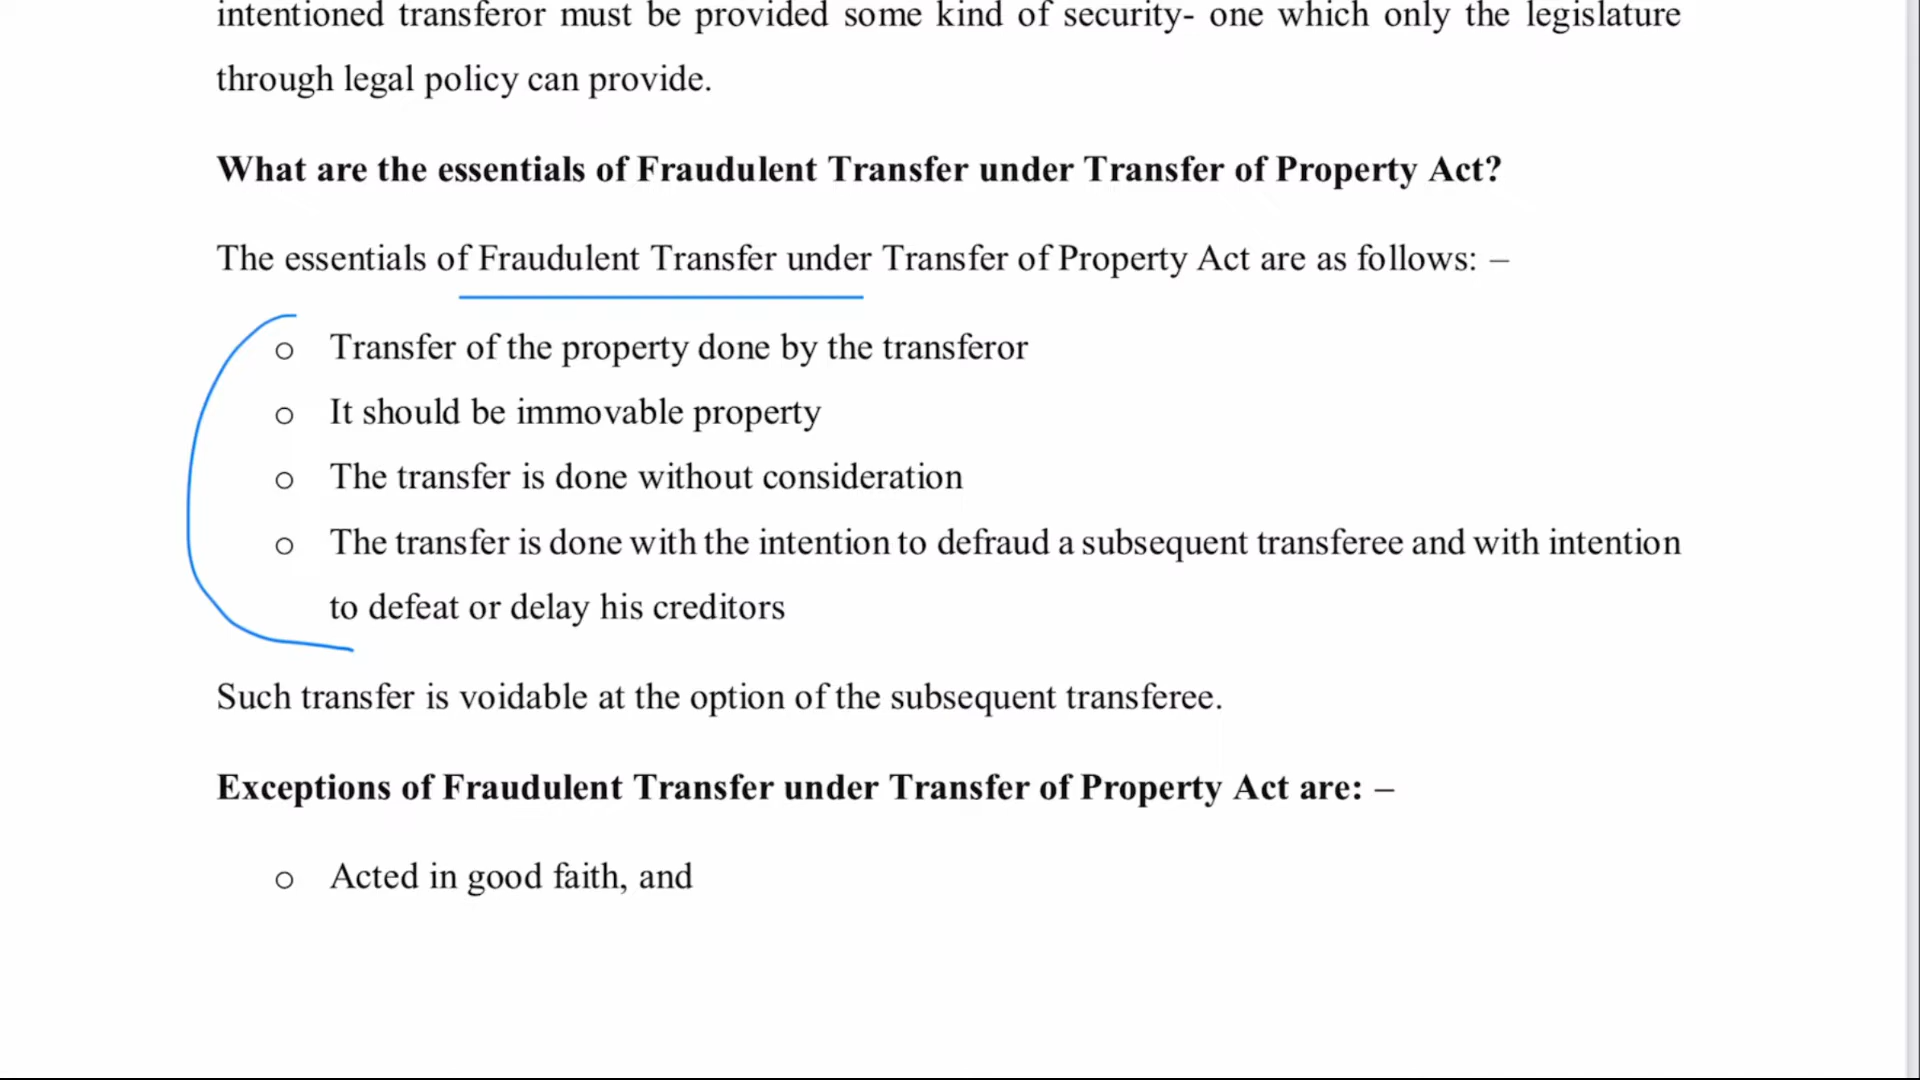 intentioned transferor must be provided some kind of security- one which only the legislature
through legal policy can provide.
What are the essentials of Fraudulent Transfer under Transfer of Property Act?
The essentials of Fraudulent Transfer under Transfer of Property Act are as follows: –
o Transfer of the property done by the transferor
o It should be immovable property
o The transfer is done without consideration
o The transfer is done with the intention to defraud a subsequent transferee and with intention
to defeat or delay his creditors
Such transfer is voidable at the option of the subsequent transferee.
Exceptions of Fraudulent Transfer under Transfer of Property Act are: –
o Acted in good faith, and